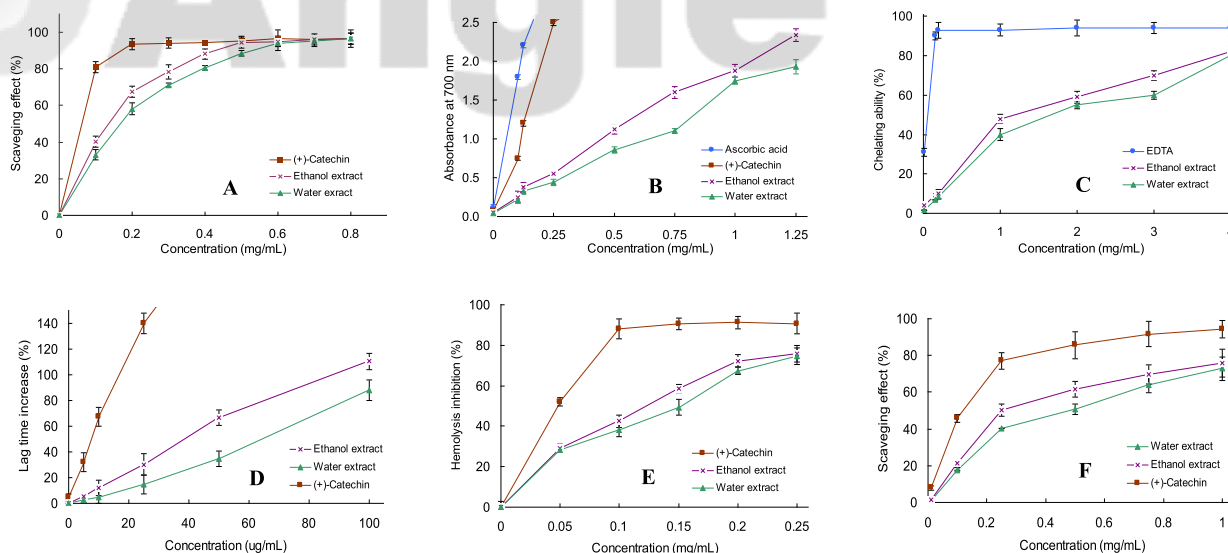 Angle
Scaveging effect (%)
100
80
60
40
20
0
(+)-Catechin
Ethanol extract
Water extract
A
0 0.2 0.4 0.6 0.8
Concentration (mg/mL)
Absorbance at 700 nm
2.5
2.0
1.5
1.0
0.5
0.0
Ascorbic acid
(+)-Catechin
Ethanol extract
Water extract
B
0 0.25 0.5 0.75 1 1.25
Concentration (mg/mL)
Chelating ability (%)
100
80
60
40
20
0
EDTA
Ethanol extract
Water extract
C
0 1 2 3
Concentration (mg/mL)
Lag time increase (%)
140
120
100
80
60
40
20
0
Ethanol extract
Water extract
(+)-Catechin
D
0 20 40 60 80 100
Concentration (ug/mL)
Hemolysis inhibition (%)
100
80
60
40
20
0
(+)-Catechin
Ethanol extract
Water extract
E
0 0.05 0.1 0.15 0.2 0.25
Concentration (mg/mL)
Scaveging effect (%)
100
80
60
40
20
0
Water extract
Ethanol extract
(+)-Catechin
F
0 0.2 0.4 0.6 0.8 1
Concentration (mg/mL)